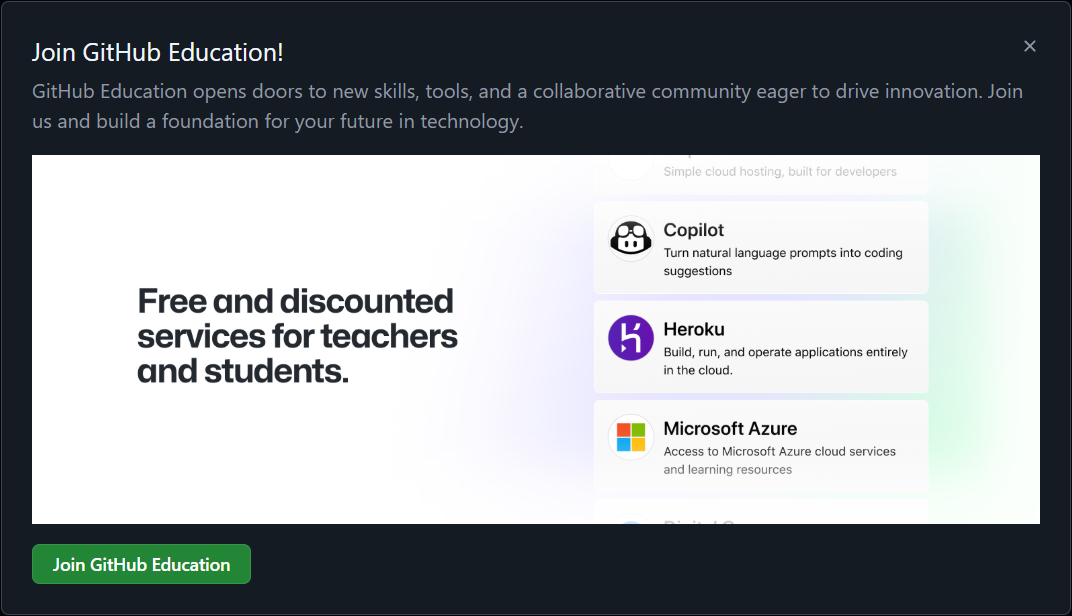 Join GitHub Education!
GitHub Education opens doors to new skills, tools, and a collaborative community eager to drive innovation. Join
us and build a foundation for your future in technology.
Free and discounted
services for teachers
and students.
Simple cloud hosting, built for developers
Copilot
Turn natural language prompts into coding
suggestions
Heroku
Build, run, and operate applications entirely
in the cloud.
Microsoft Azure
Access to Microsoft Azure cloud services
and learning resources
Join GitHub Education